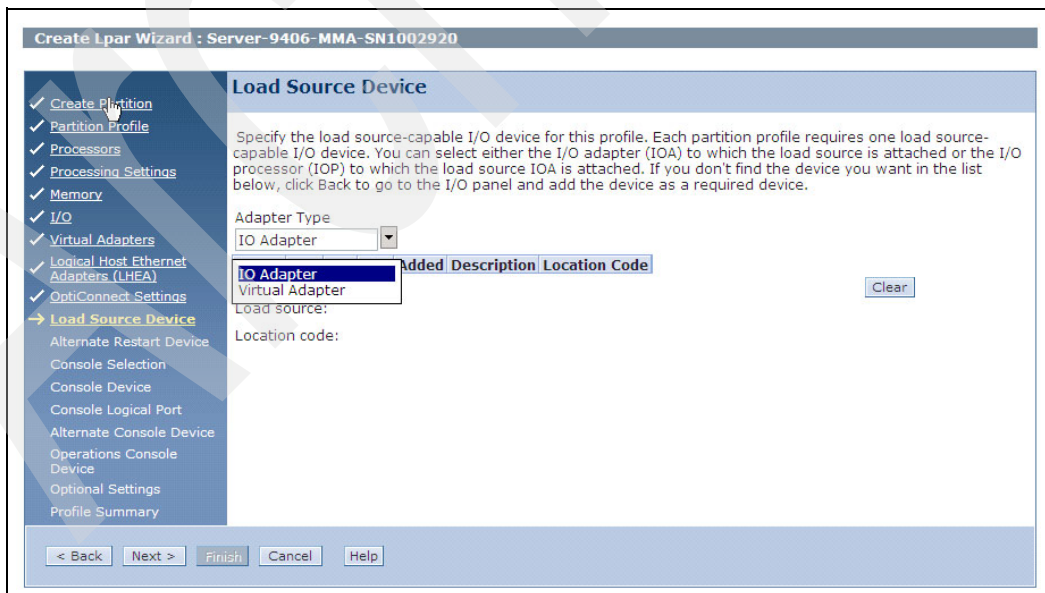 Create Lpar Wizard : Server-9406-MMA-SN1002920
Create Partition
Partition Profile
Processors
Processing Settings
Memory
I/O
Virtual Adapters
Logical Host Ethernet
Adapters (LHEA)
OptiConnect Settings
Load Source Device
Alternate Restart Device
Console Selection
Console Device
Console Logical Port
Alternate Console Device
Operations Console
Device
Optional Settings
Profile Summary
Load Source Device
Specify the load source-capable I/O device for this profile. Each partition profile requires one load source-
capable I/O device. You can select either the I/O adapter (IOA) to which the load source is attached or the I/O
processor (IOP) to which the load source IOA is attached. If you don't find the device you want in the list
below, click Back to go to the I/O panel and add the device as a required device.
Adapter Type
IO Adapter
Added Description Location Code
IO Adapter
Virtual Adapter
Clear
Load source:
Location code:
< Back Next > Finish Cancel Help